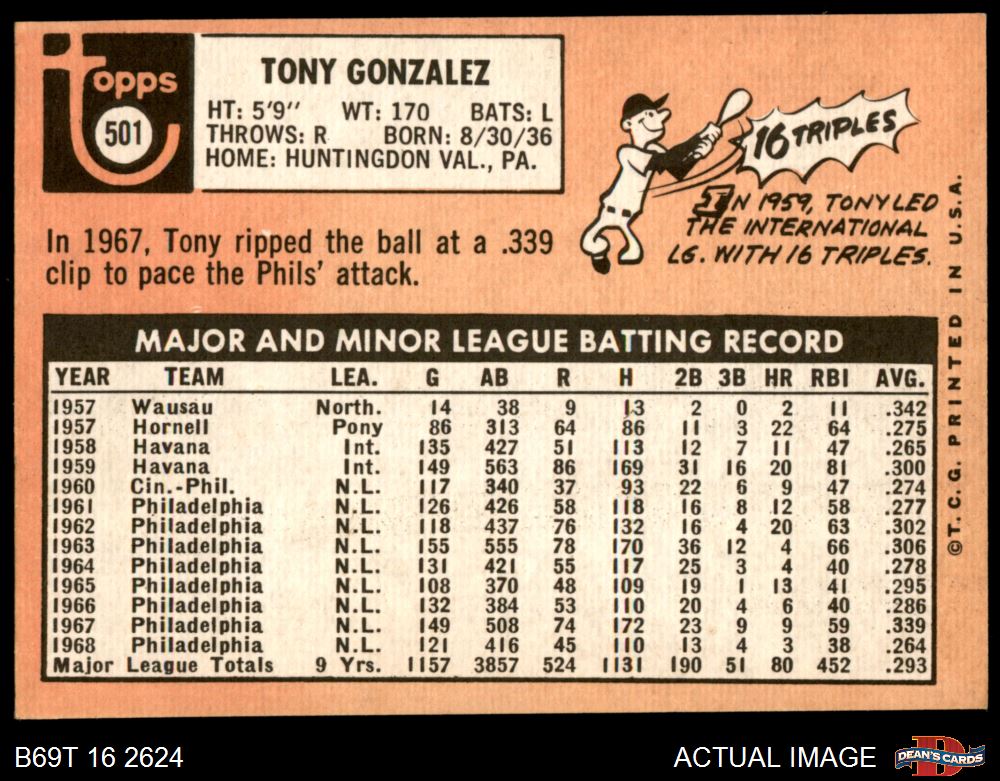 topps
501
TONY GONZALEZ
HT: 5'9" WT: 170 BATS: L
THROWS: R BORN: 8/30/36
HOME: HUNTINGDON VAL., PA.
In 1967, Tony ripped the ball at a .339
clip to pace the Phils' attack.
16 TRIPLES
IN 1959, TONY LED
THE INTERNATIONAL
LG. WITH 16 TRIPLES.
MAJOR AND MINOR LEAGUE BATTING RECORD
YEAR TEAM LEA. G AB R H 2B 3B HR RBI AVG.
1957 Wausau North. 14 38 9 13 2 0 2 11 .342
1957 Hornell Pony 86 313 64 86 11 3 22 64 .275
1958 Havana Int. 135 427 51 113 12 7 11 47 .265
1959 Havana Int. 149 563 86 169 31 16 20 81 .300
1960 Cin.-Phil. N.L. 117 340 37 93 22 6 9 47 .274
1961 Philadelphia N.L. 126 426 58 118 16 8 12 58 .277
1962 Philadelphia N.L. 118 437 76 132 16 4 20 63 .302
1963 Philadelphia N.L. 155 555 78 170 36 12 4 66 .306
1964 Philadelphia N.L. 131 421 55 117 25 3 4 40 .278
1965 Philadelphia N.L. 108 370 48 109 19 1 13 41 .295
1966 Philadelphia N.L. 132 384 53 110 20 4 6 40 .286
1967 Philadelphia N.L. 149 508 74 172 23 9 9 59 .339
1968 Philadelphia N.L. 121 416 45 110 13 4 3 38 .264
Major League Totals 9 Yrs. 1157 3857 524 1131 190 51 80 452 .293
©T.C.G. PRINTED IN U.S.A.
B69T 16 2624
ACTUAL IMAGE
D
DEAN'S CARDS